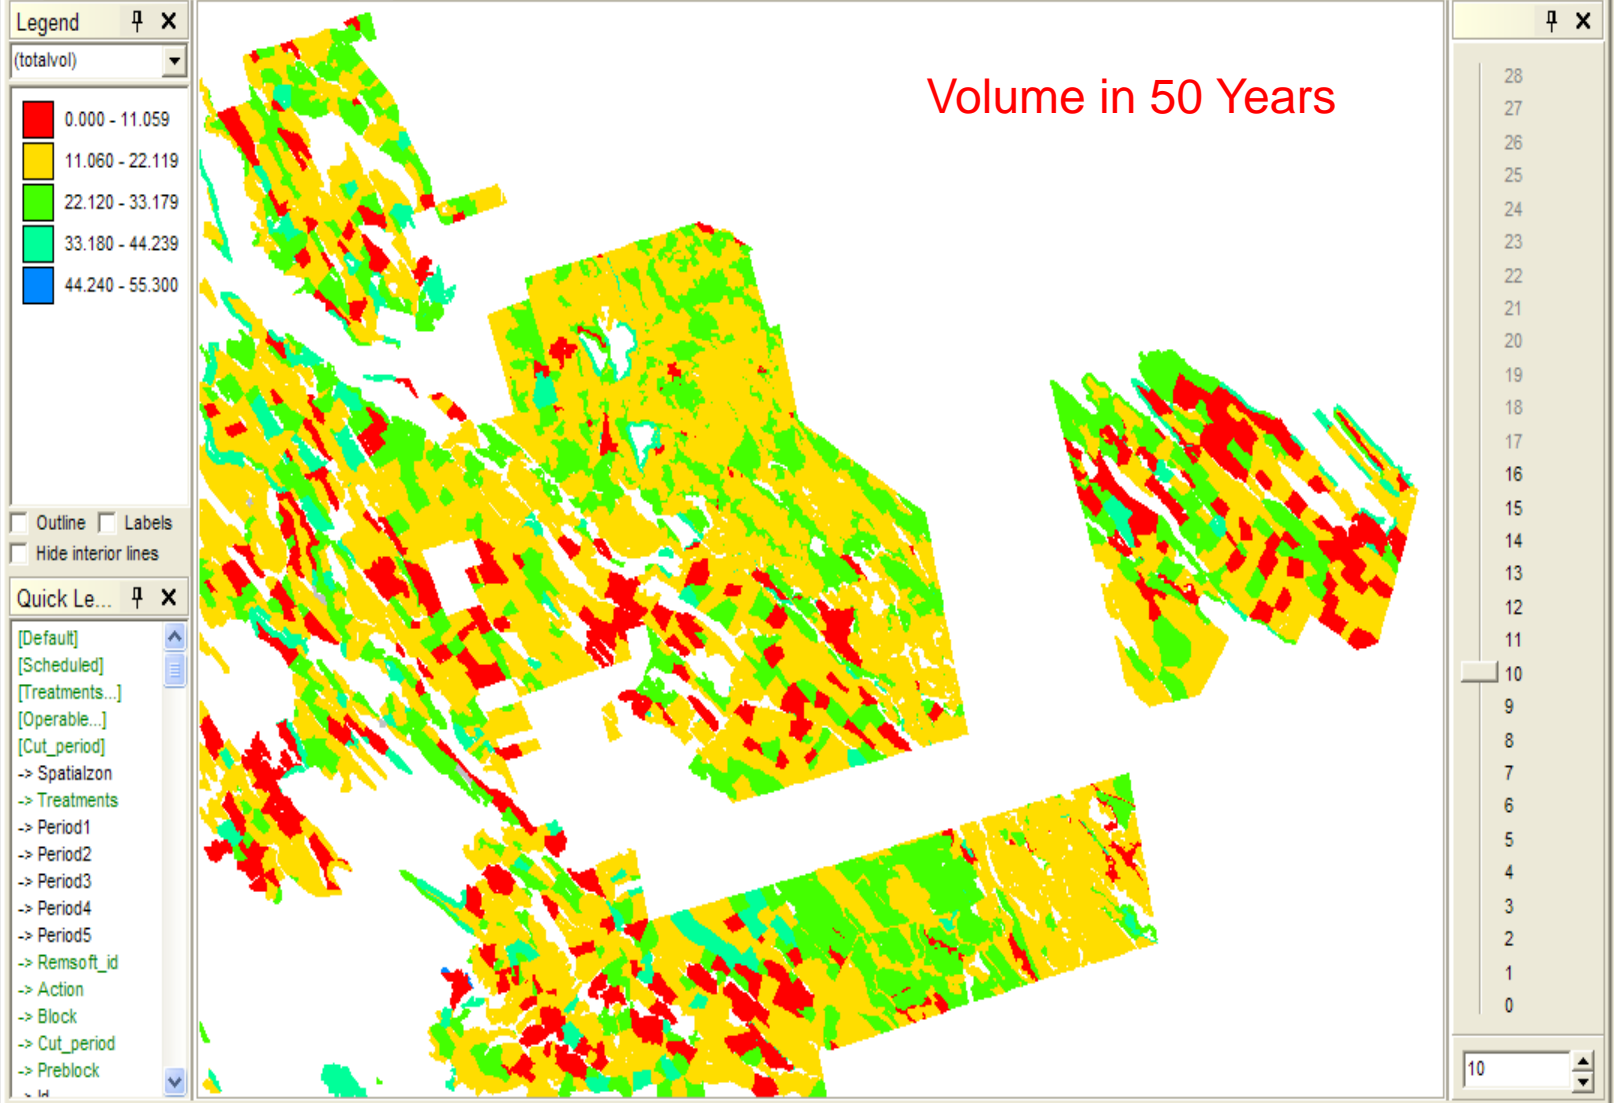 Legend
(totalvol)
0.000 - 11.059
11.060 - 22.119
22.120 - 33.179
33.180 - 44.239
44.240 - 55.300
Outline Labels
Hide interior lines
Quick Le...
[Default]
[Scheduled]
[Treatments...]
[Operable...]
[Cut_period]
-> Spatialzon
-> Treatments
-> Period1
-> Period2
-> Period3
-> Period4
-> Period5
-> Remsoft_id
-> Action
-> Block
-> Cut_period
-> Preblock
Volume in 50 Years
28
27
26
25
24
23
22
21
20
19
18
17
16
15
14
13
12
11
10
9
8
7
6
5
4
3
2
1
0
10